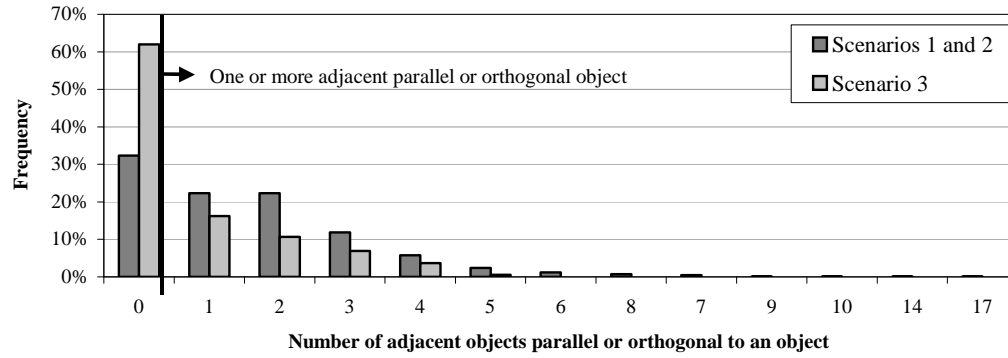 70%
60%
50%
40%
30%
20%
10%
0%
Frequency
Scenarios 1 and 2
Scenario 3
One or more adjacent parallel or orthogonal object
0 1 2 3 4 5 6 8 7 9 10 14 17
Number of adjacent objects parallel or orthogonal to an object